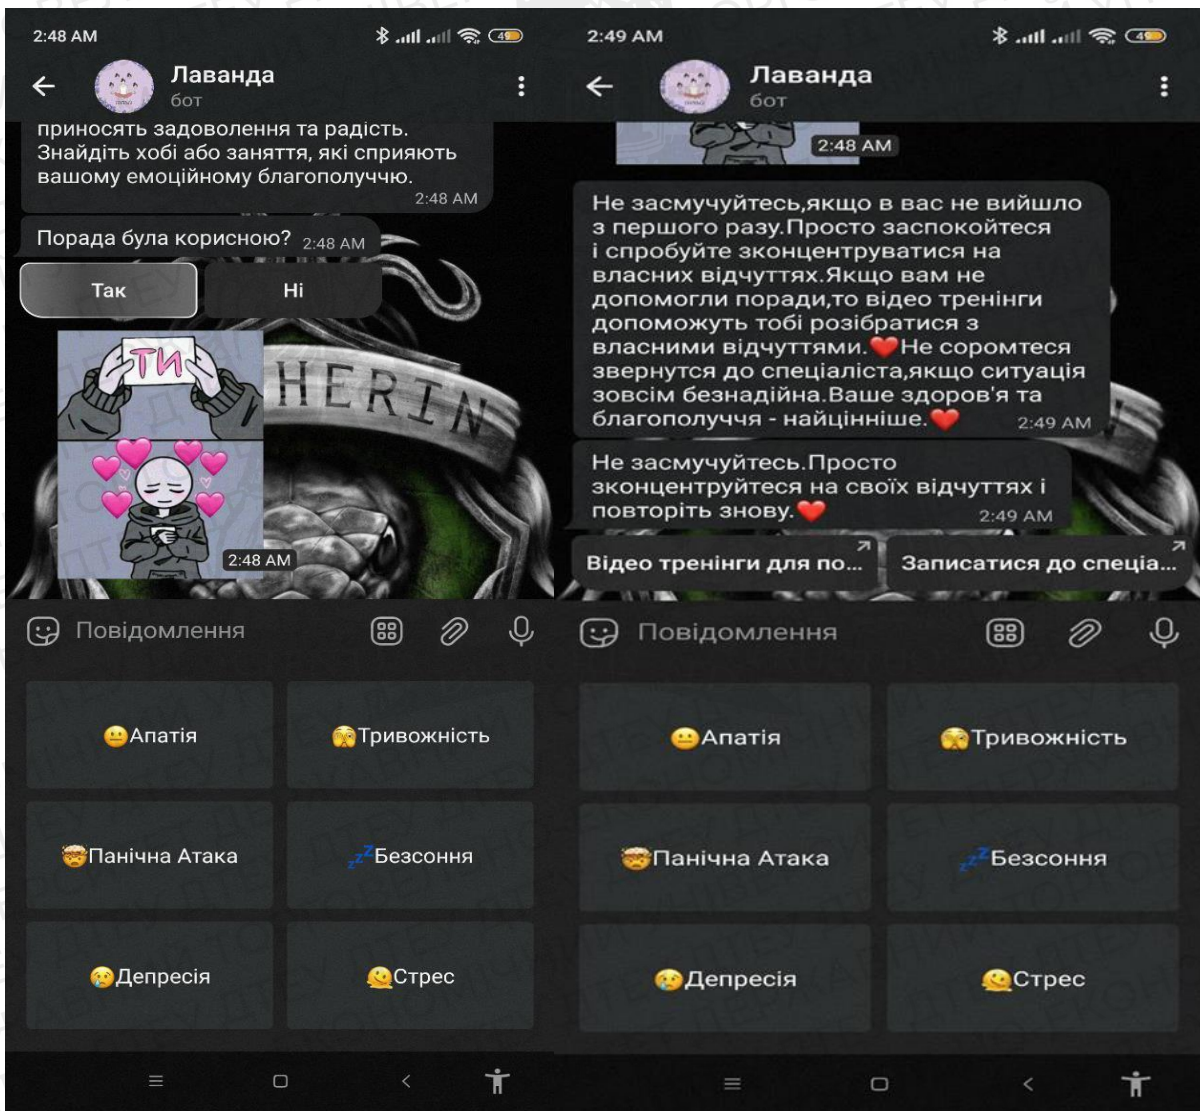 2:48 AM
49
Лаванда
бот
приносять задоволення та радість.
Знайдіть хобі або заняття, які сприяють
вашому емоційному благополуччю.
2:48 AM
Порада була корисною? 2:48 AM
Так
Ні
ТИ
HERIN
2:48 AM
Повідомлення
😐Апатія
🫣Тривожність
🤯Панічна Атака
💤Безсоння
😢Депресія
🫠Стрес
2:49 AM
49
Лаванда
бот
2:48 AM
Не засмучуйтесь,якщо в вас не вийшло
з першого разу.Просто заспокойтеся
і спробуйте зконцентруватися на
власних відчуттях.Якщо вам не
допомогли поради,то відео тренінги
допоможуть тобі розібратися з
власними відчуттями.❤️Не соромтеся
звернутся до спеціаліста,якщо ситуація
зовсім безнадійна.Ваше здоров'я та
благополуччя - найцінніше.❤️ 2:49 AM
Не засмучуйтесь.Просто
зконцентруйтеся на своїх відчуттях і
повторіть знову.❤️ 2:49 AM
Відео тренінги для по...
Записатися до спеціа...
Повідомлення
😐Апатія
🫣Тривожність
🤯Панічна Атака
💤Безсоння
😢Депресія
🫠Стрес